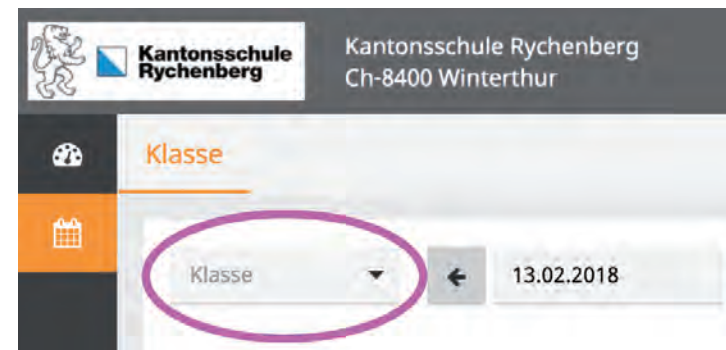 Kantonsschule
Rychenberg
Kantonsschule Rychenberg
Ch-8400 Winterthur
Klasse
Klasse
13.02.2018